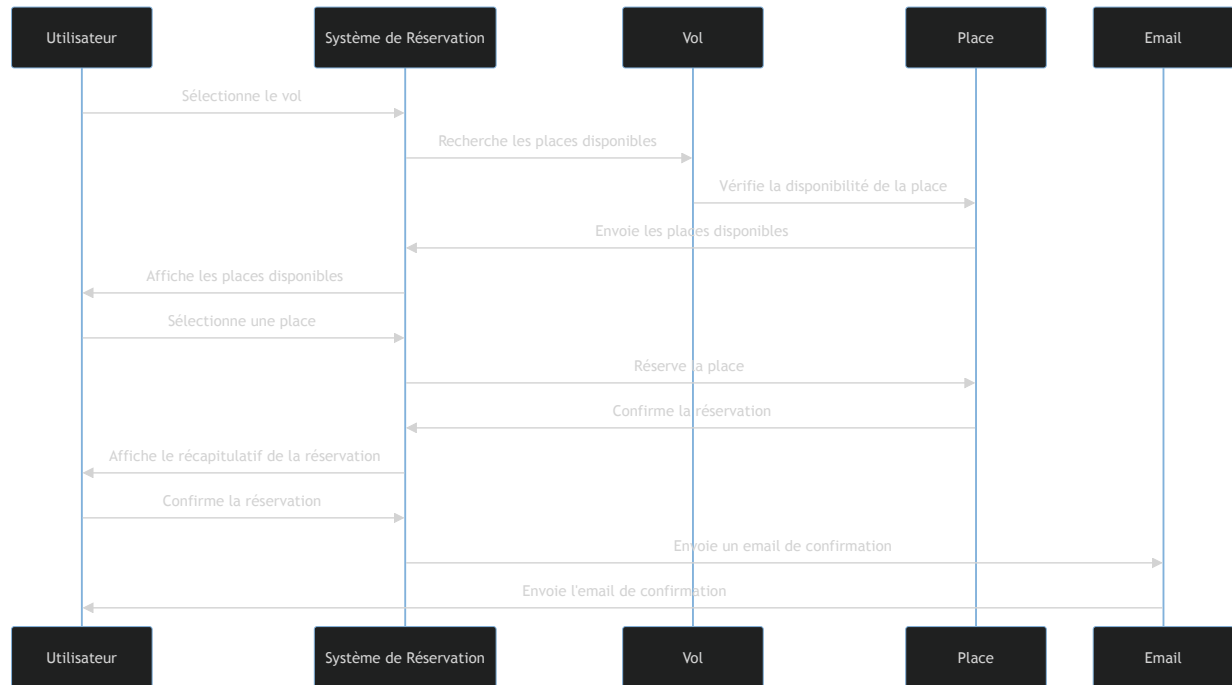 Utilisateur
Système de Réservation
Vol
Place
Email
Sélectionne le vol
Recherche les places disponibles
Vérifie la disponibilité de la place
Envoie les places disponibles
Affiche les places disponibles
Sélectionne une place
Réserve la place
Confirme la réservation
Affiche le récapitulatif de la réservation
Confirme la réservation
Envoie un email de confirmation
Envoie l'email de confirmation
Utilisateur
Système de Réservation
Vol
Place
Email